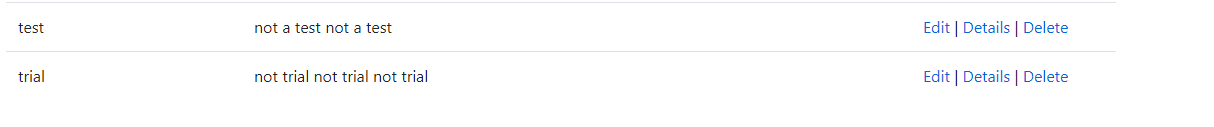 test not a test not a test Edit | Details | Delete
trial not trial not trial not trial Edit | Details | Delete